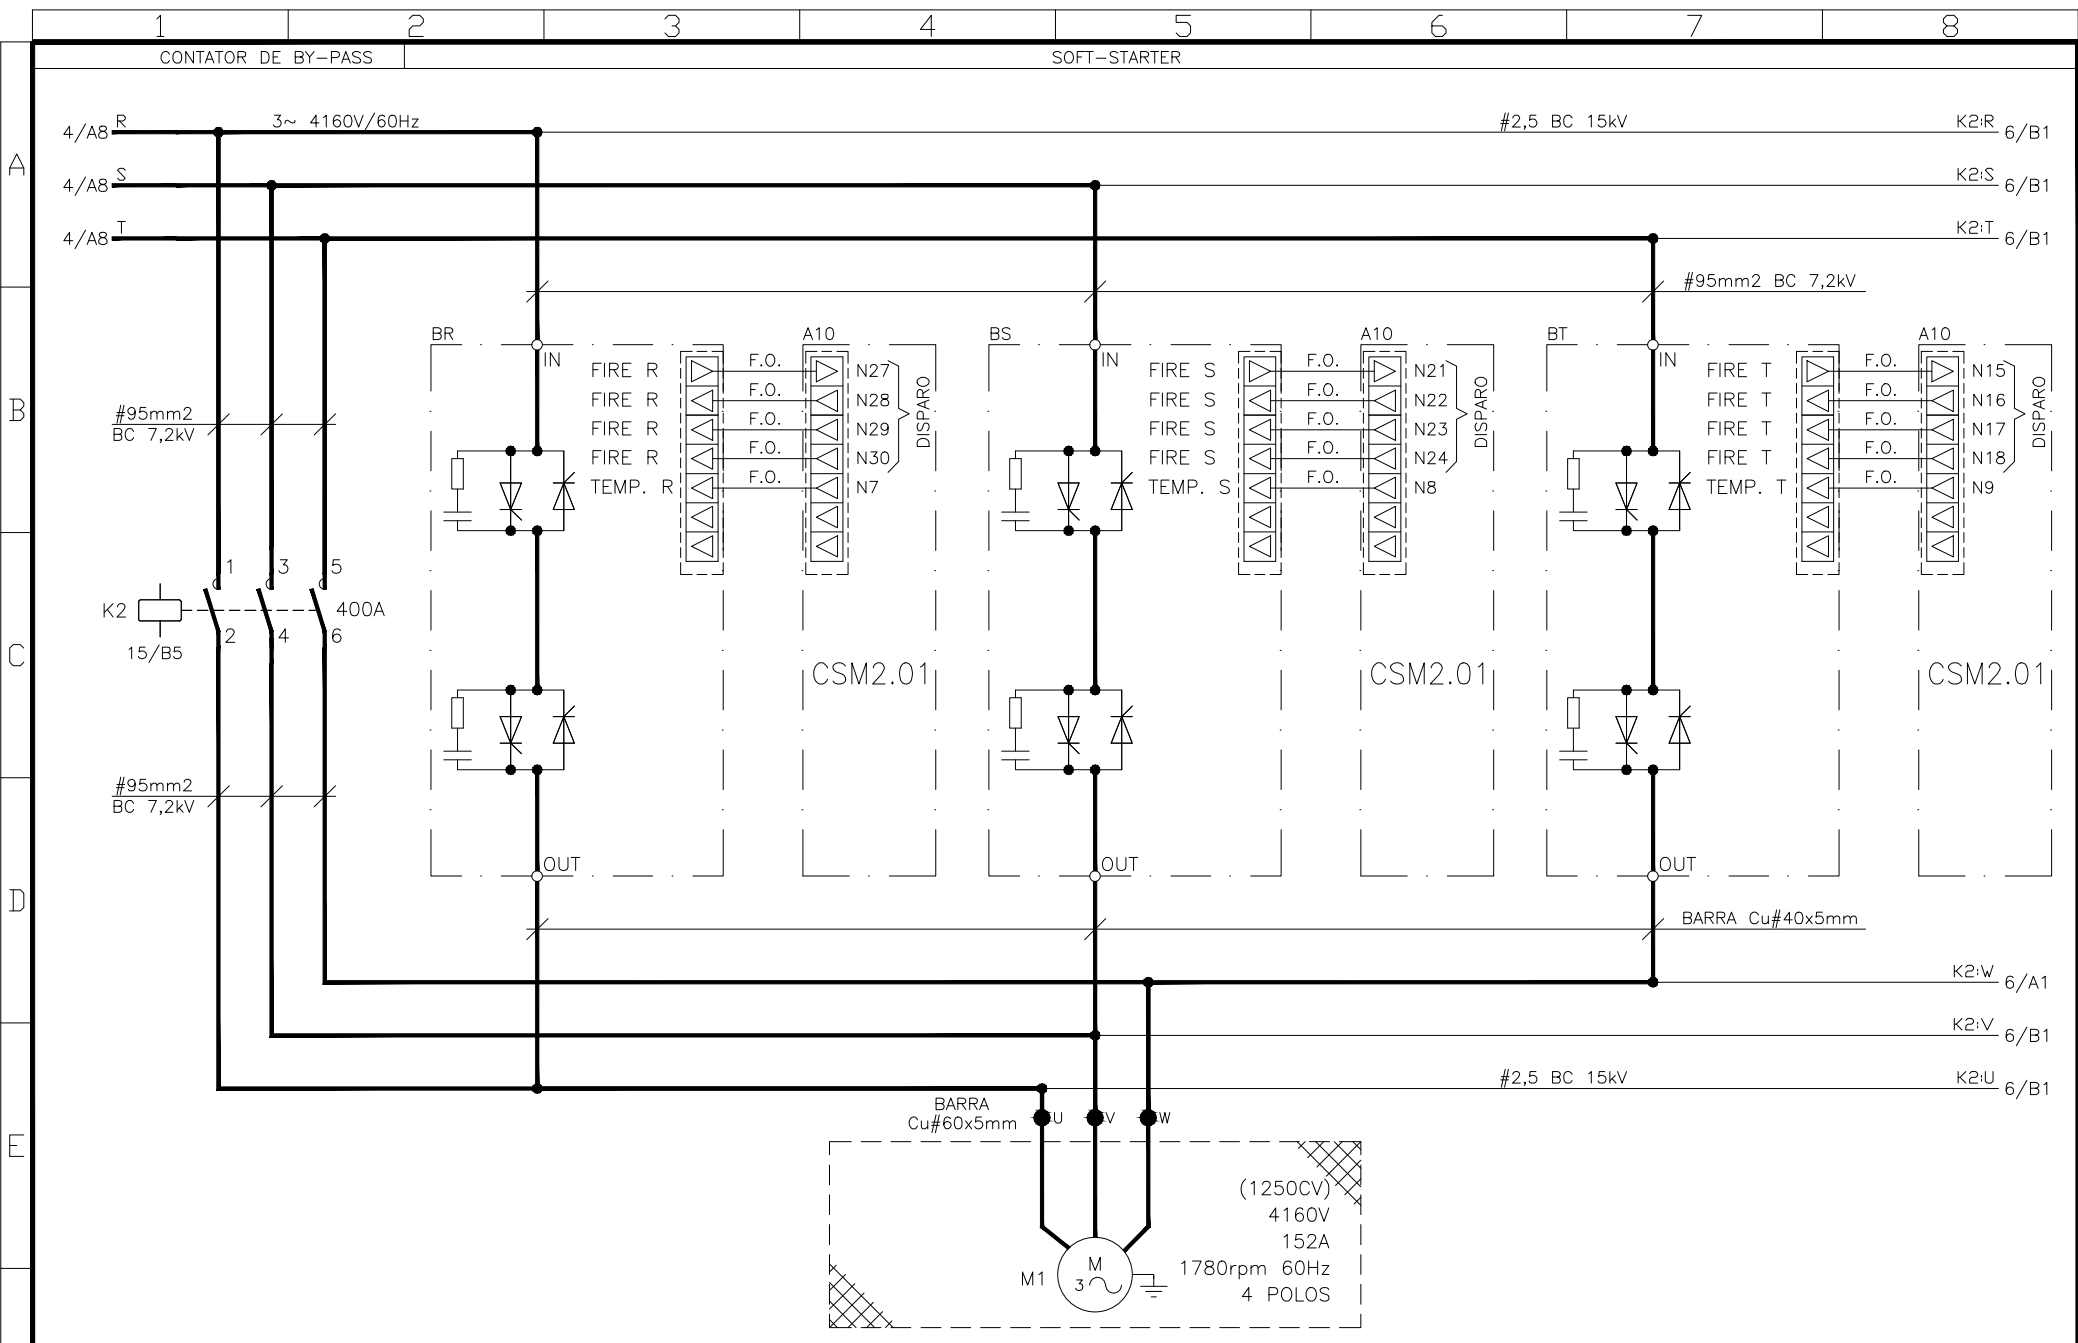 1 2 3 4 5 6 7 8
CONTATOR DE BY-PASS SOFT-STARTER
A
4/A8 R 3~ 4160V/60Hz #2,5 BC 15kV K2:R 6/B1
4/A8 S K2:S 6/B1
4/A8 T K2:T 6/B1
#95mm2 BC 7,2kV
B
BR A10 BS A10 BT A10
IN IN IN
FIRE R F.O. N27 FIRE S F.O. N21 FIRE T F.O. N15
FIRE R F.O. N28 FIRE S F.O. N22 FIRE T F.O. N16
FIRE R F.O. N29 FIRE S F.O. N23 FIRE T F.O. N17
FIRE R F.O. N30 FIRE S F.O. N24 FIRE T F.O. N18
DISPARO DISPARO DISPARO
TEMP. R F.O. N7 TEMP. S F.O. N8 TEMP. T F.O. N9
#95mm2
BC 7,2kV
C
1 3 5
K2 400A
2 4 6
15/B5
CSM2.01 CSM2.01 CSM2.01
#95mm2
BC 7,2kV
OUT OUT OUT
D
BARRA Cu#40x5mm
K2:W 6/A1
K2:V 6/B1
#2,5 BC 15kV K2:U 6/B1
E
BARRA
Cu#60x5mm U V W
(1250CV)
4160V
152A
1780rpm 60Hz
4 POLOS
M1 M
3